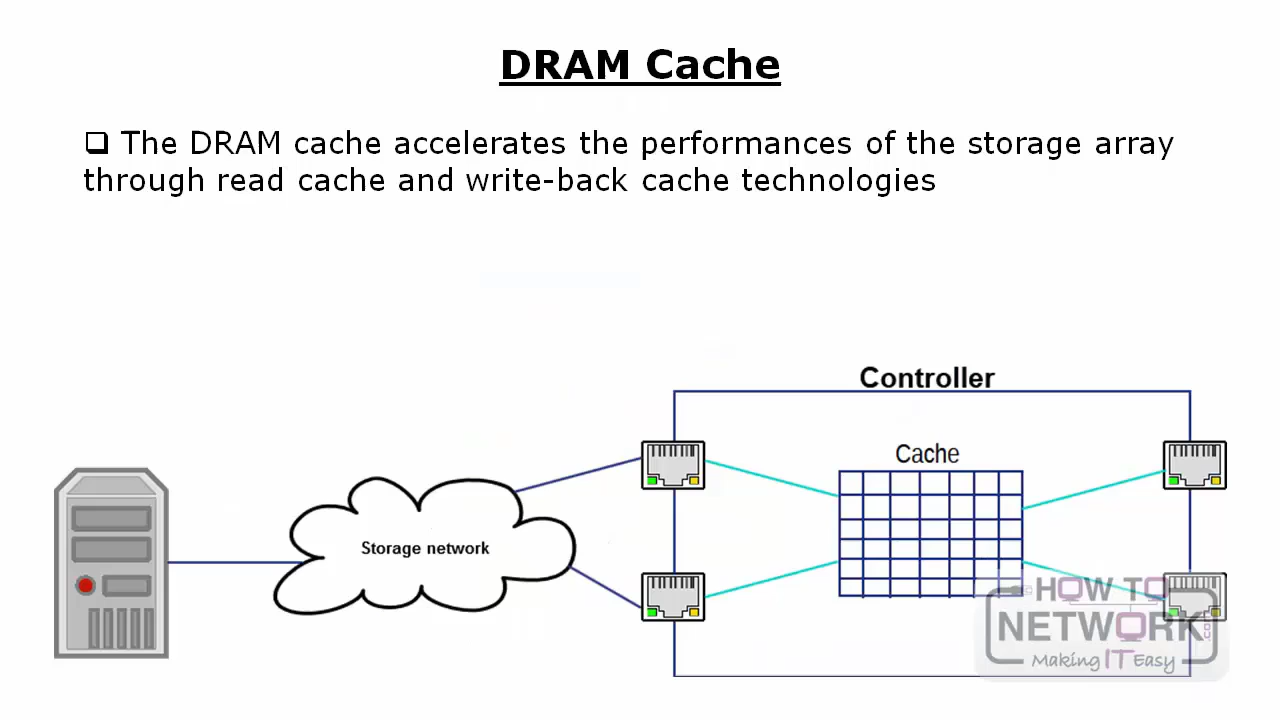 DRAM Cache
❑ The DRAM cache accelerates the performances of the storage array
through read cache and write-back cache technologies
Controller
Cache
Storage network
HOW TO
NETWORK.co
Making IT Easy